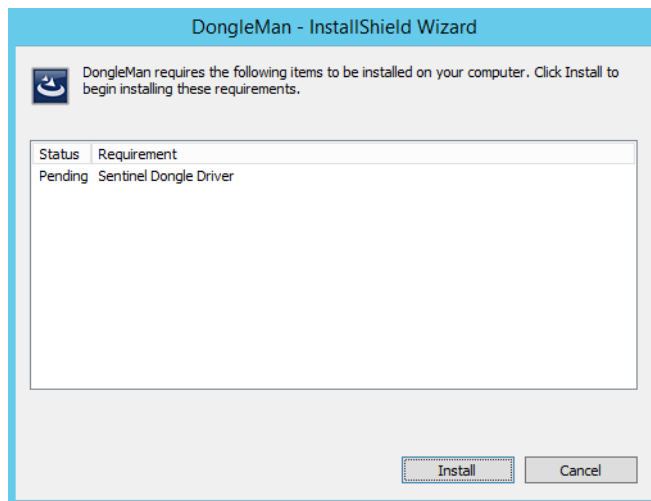 DongleMan - InstallShield Wizard
DongleMan requires the following items to be installed on your computer. Click Install to
begin installing these requirements.
Status Requirement
Pending Sentinel Dongle Driver
Install Cancel